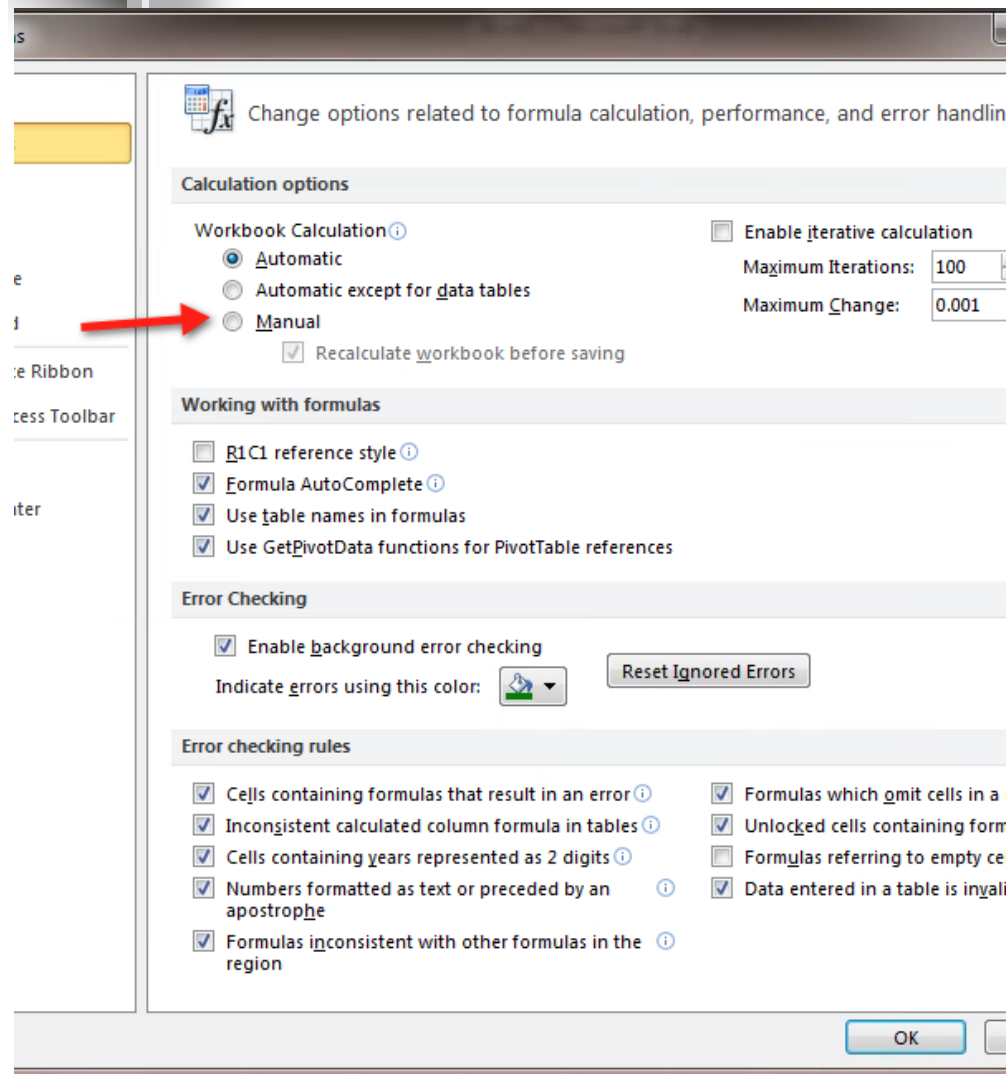 Change options related to formula calculation, performance, and error handlin
Calculation options
Workbook Calculation
Automatic
Automatic except for data tables
Manual
Recalculate workbook before saving
Enable iterative calculation
Maximum Iterations: 100
Maximum Change: 0.001
Ribbon
Toolbar
Working with formulas
R1C1 reference style
Formula AutoComplete
Use table names in formulas
Use GetPivotData functions for PivotTable references
Error Checking
Enable background error checking
Indicate errors using this color:
Reset Ignored Errors
Error checking rules
Cells containing formulas that result in an error
Inconsistent calculated column formula in tables
Cells containing years represented as 2 digits
Numbers formatted as text or preceded by an
apostrophe
Formulas inconsistent with other formulas in the
region
Formulas which omit cells in a
Unlocked cells containing form
Formulas referring to empty ce
Data entered in a table is invali
OK